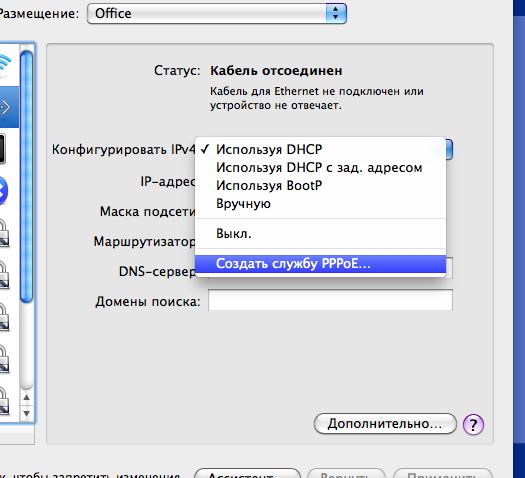 Размещение: Office
Статус: Кабель отсоединен
Кабель для Ethernet не подключен или
устройство не отвечает.
Конфигурировать IPv4
✓ Используя DHCP
Используя DHCP с зад. адресом
Используя BootP
Вручную
Выкл.
Создать службу PPPoE...
IP-адрес
Маска подсети
Маршрутизатор
DNS-сервер
Домены поиска:
Дополнительно... ?
чтобы запретить изменения
Ассистент... Вернуть Применить